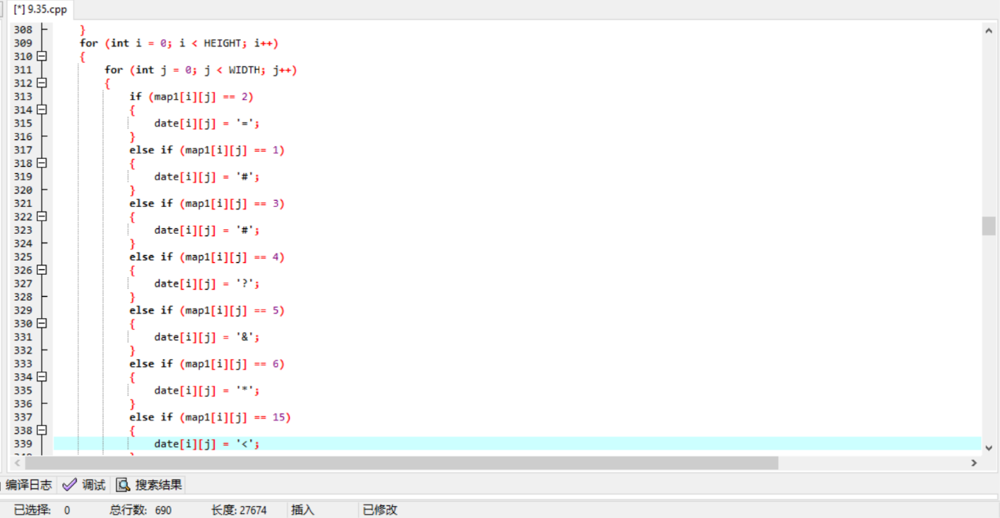 [*] 9.35.cpp
308 }
309 for (int i = 0; i < HEIGHT; i++)
310 {
311 for (int j = 0; j < WIDTH; j++)
312 {
313 if (map1[i][j] == 2)
314 {
315 date[i][j] = '=';
316 }
317 else if (map1[i][j] == 1)
318 {
319 date[i][j] = '#';
320 }
321 else if (map1[i][j] == 3)
322 {
323 date[i][j] = '#';
324 }
325 else if (map1[i][j] == 4)
326 {
327 date[i][j] = '?';
328 }
329 else if (map1[i][j] == 5)
330 {
331 date[i][j] = '&';
332 }
333 else if (map1[i][j] == 6)
334 {
335 date[i][j] = '*';
336 }
337 else if (map1[i][j] == 15)
338 {
339 date[i][j] = '<';
编译日志 调试 搜索结果
已选择: 0 总行数: 690 长度: 27674 插入 已修改